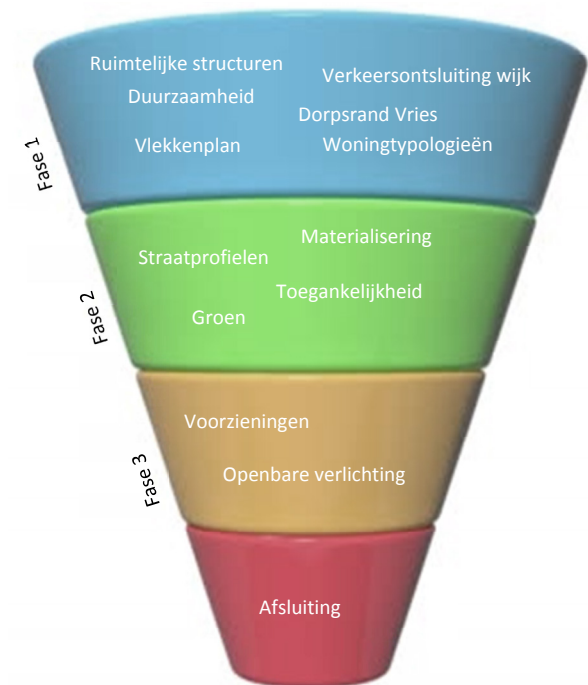 Ruimtelijke structuren
Verkeersontsluiting wijk
Duurzaamheid
Dorpsrand Vries
Vlekkenplan
Woningtypologieën
Fase 1
Materialisering
Straatprofielen
Toegankelijkheid
Groen
Fase 2
Voorzieningen
Openbare verlichting
Fase 3
Afsluiting